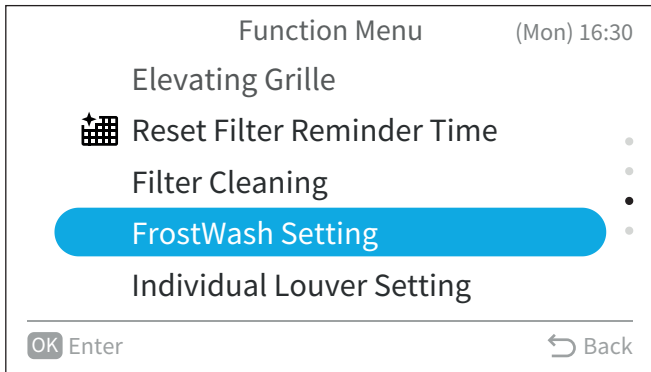 Function Menu (Mon) 16:30
Elevating Grille
Reset Filter Reminder Time
Filter Cleaning
FrostWash Setting
Individual Louver Setting
OK Enter Back